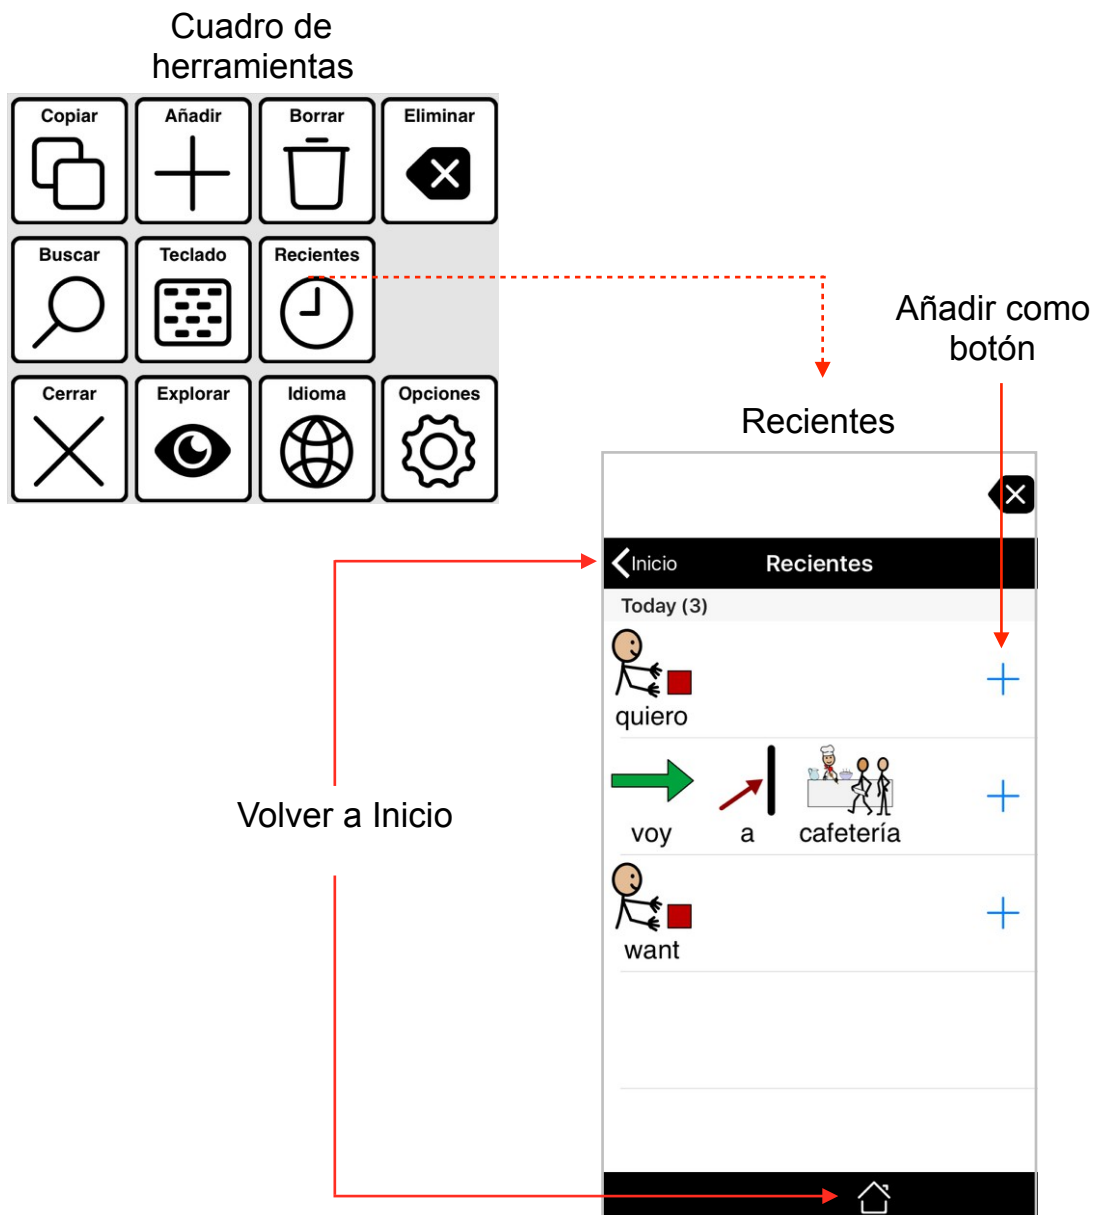 Cuadro de
herramientas
Copiar Añadir Borrar Eliminar
Buscar Teclado Recientes
Cerrar Explorar Idioma Opciones
Añadir como
botón
Recientes
Inicio Recientes
Today (3)
quiero
voy a cafetería
Volver a Inicio
want